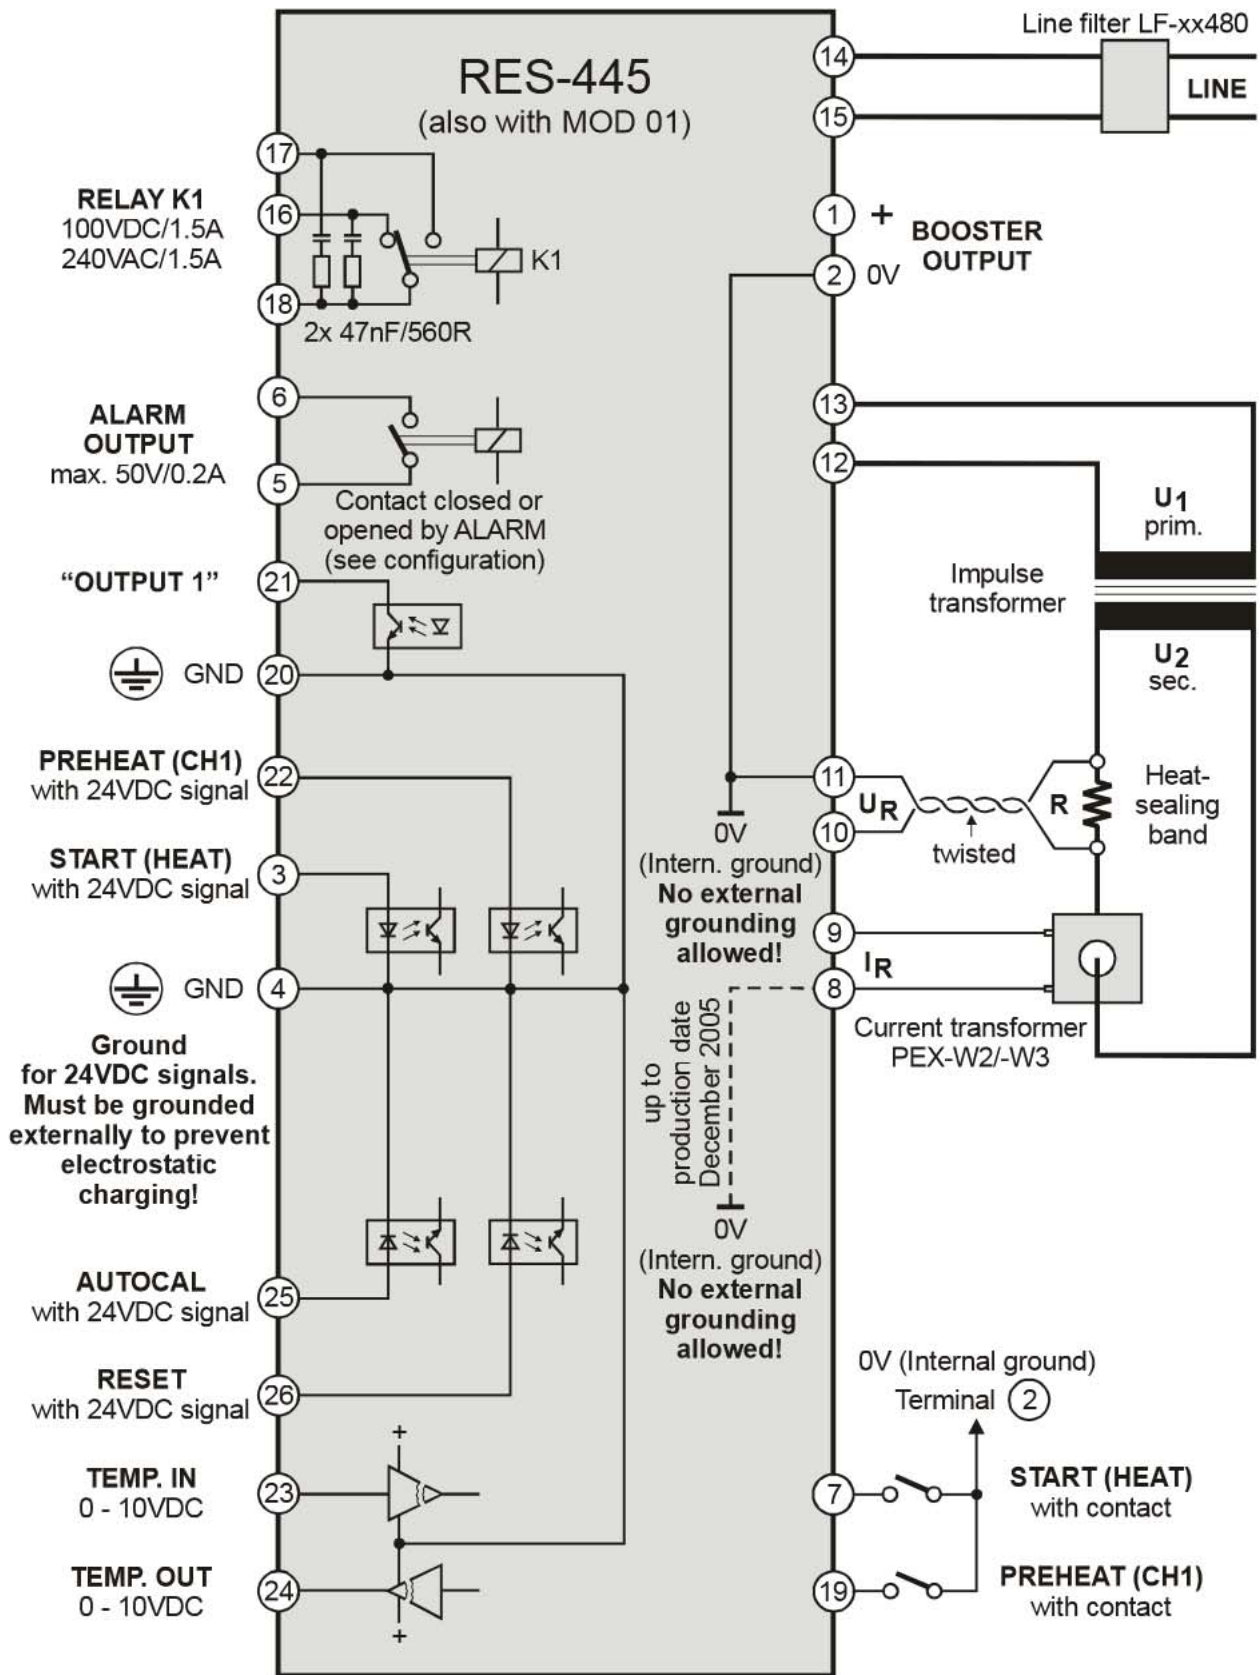 RES-445
(also with MOD 01)
Line filter LF-xx480
14
LINE
15
17
RELAY K1
100VDC/1.5A
240VAC/1.5A
16
K1
18
2x 47nF/560R
1
+
BOOSTER
OUTPUT
2
0V
6
ALARM
OUTPUT
max. 50V/0.2A
5
Contact closed or
opened by ALARM
(see configuration)
13
12
U1
prim.
Impulse
transformer
U2
sec.
"OUTPUT 1"
21
GND
20
PREHEAT (CH1)
with 24VDC signal
22
START (HEAT)
with 24VDC signal
3
GND
4
Ground
for 24VDC signals.
Must be grounded
externally to prevent
electrostatic
charging!
11
UR
10
twisted
R
Heat-
sealing
band
0V
(Intern. ground)
No external
grounding
allowed!
9
IR
8
Current transformer
PEX-W2/-W3
up to
production date
December 2005
0V
(Intern. ground)
No external
grounding
allowed!
AUTOCAL
with 24VDC signal
25
RESET
with 24VDC signal
26
TEMP. IN
0 - 10VDC
23
+
TEMP. OUT
0 - 10VDC
24
+
0V (Internal ground)
Terminal 2
7
START (HEAT)
with contact
19
PREHEAT (CH1)
with contact